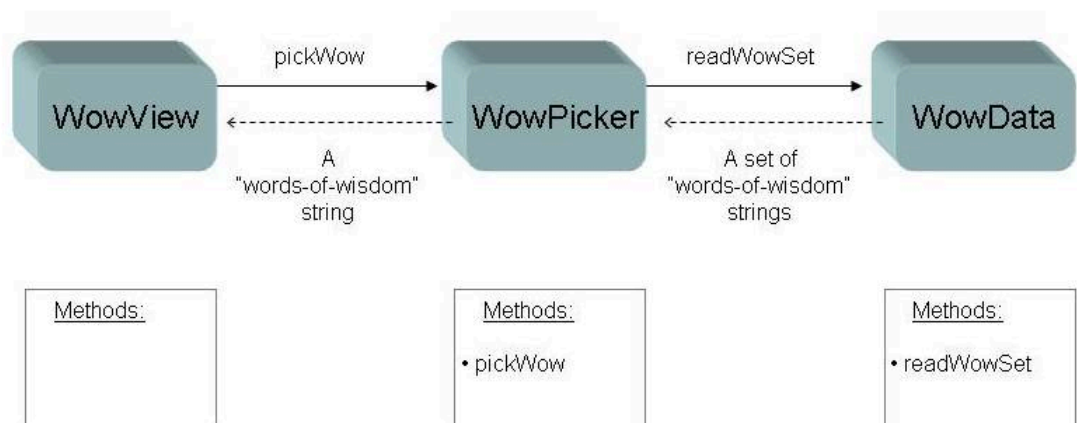 pickWow
readWowSet
WowView
WowPicker
WowData
A
"words-of-wisdom"
string
A set of
"words-of-wisdom"
strings
Methods:
Methods:
• pickWow
Methods:
• readWowSet